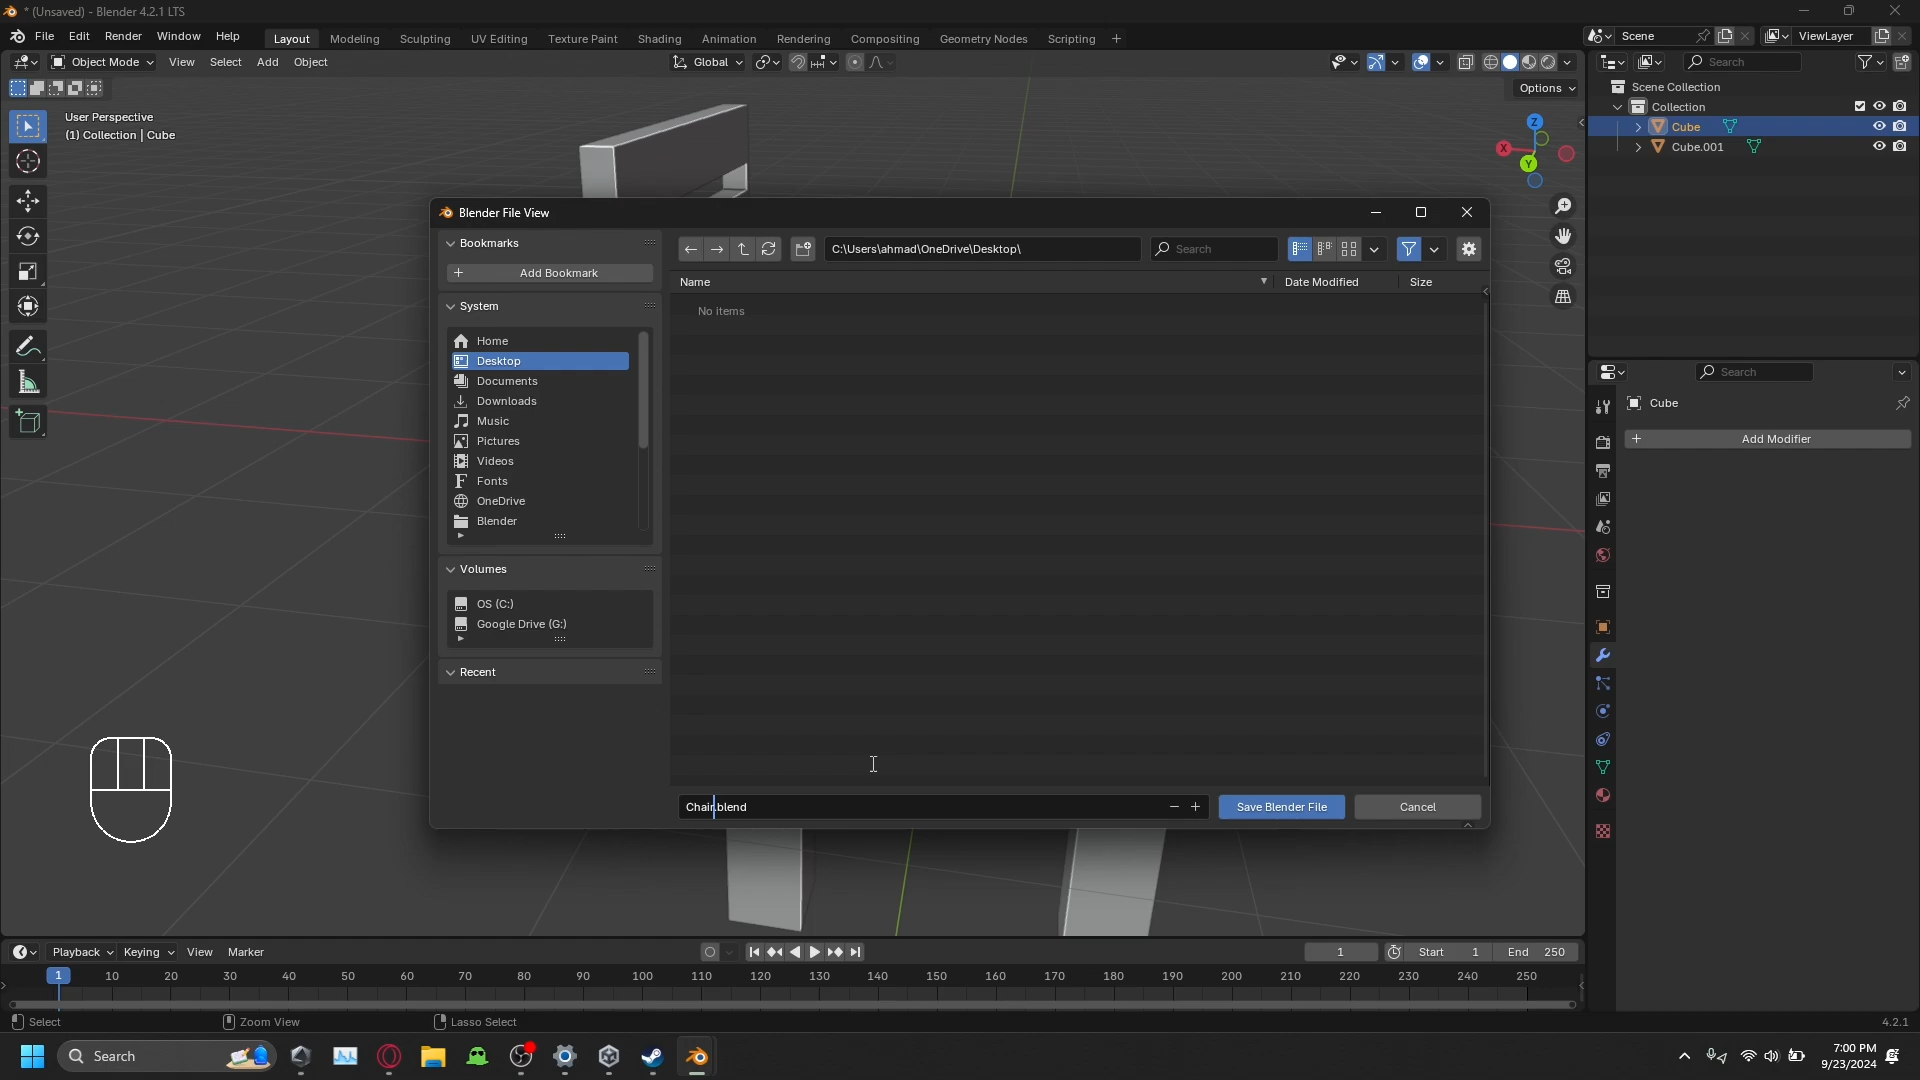 * (Unsaved) - Blender 4.2.1 LTS
File Edit Render Window Help Layout Modeling Sculpting UV Editing Texture Paint Shading Animation Rendering Compositing Geometry Nodes Scripting + Scene ViewLayer
Object Mode View Select Add Object Global Search
Options
User Perspective
(1) Collection | Cube
Scene Collection
Collection
Cube
Cube.001
X Y Z
Blender File View
Bookmarks
Add Bookmark
C:\Users\ahmad\OneDrive\Desktop\ Search
Name Date Modified Size
No items
System
Home
Desktop
Documents
Downloads
Music
Pictures
Videos
Fonts
OneDrive
Blender
Volumes
OS (C:)
Google Drive (G:)
Recent
Chair.blend Save Blender File Cancel
Search
Cube
Add Modifier
Playback Keying View Marker 1 Start 1 End 250
1 10 20 30 40 50 60 70 80 90 100 110 120 130 140 150 160 170 180 190 200 210 220 230 240 250
Select Zoom View Lasso Select 4.2.1
Search 7:00 PM
9/23/2024